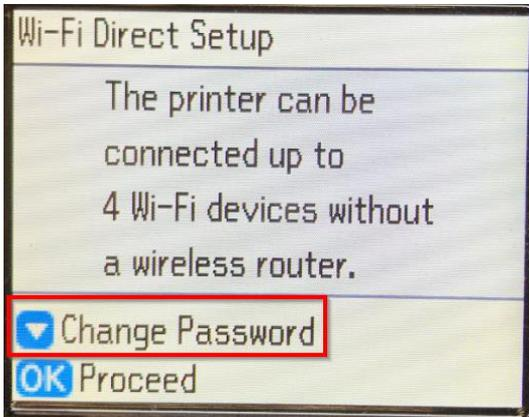 Wi-Fi Direct Setup
The printer can be
connected up to
4 Wi-Fi devices without
a wireless router.
Change Password
OK Proceed